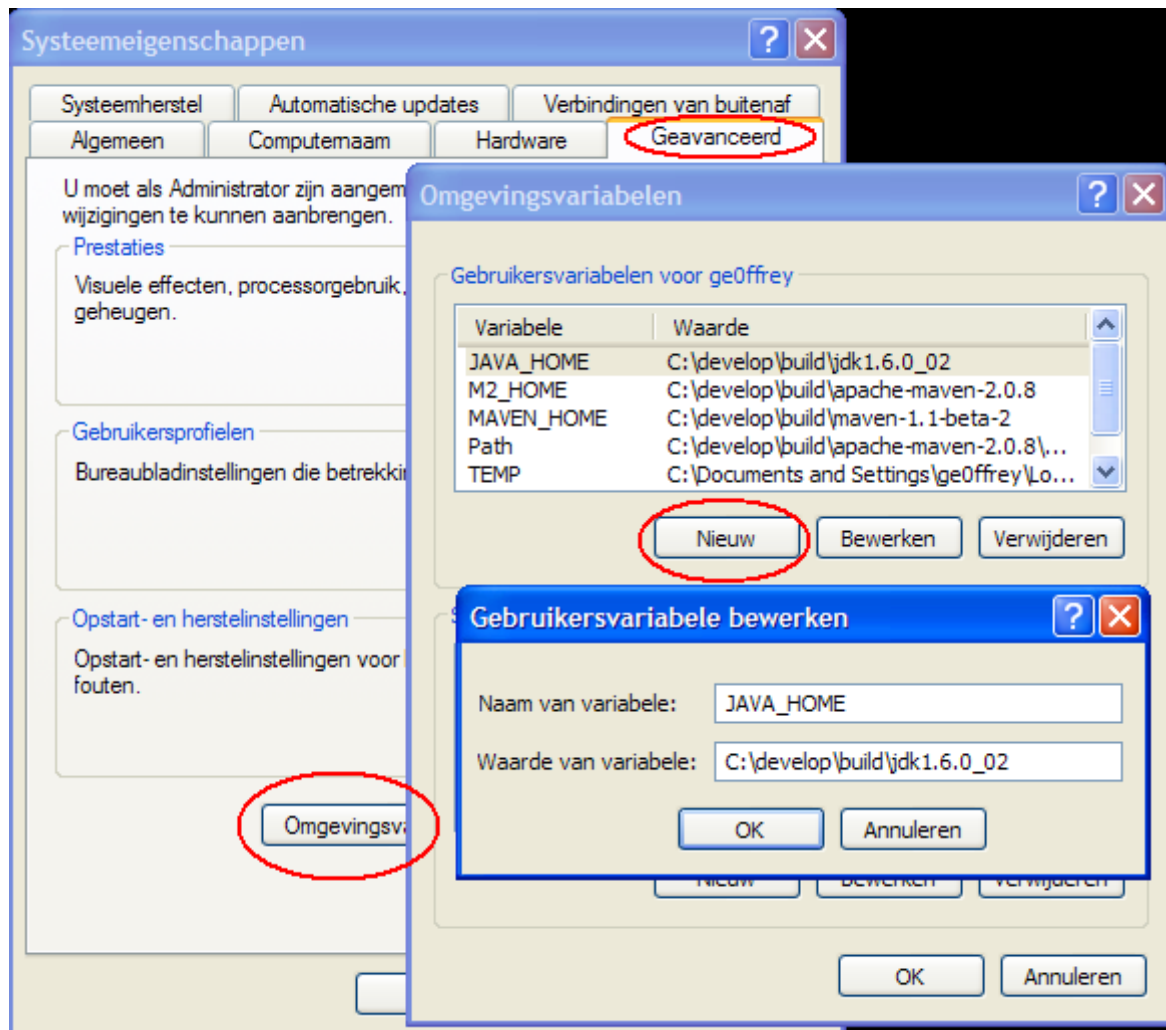 Systeemeigenschappen
Systeemherstel
Automatische updates
Verbindingen van buitenaf
Algemeen
Computernaam
Hardware
Geavanceerd
U moet als Administrator zijn aangem
wijzigingen te kunnen aanbrengen.
Prestaties
Visuele effecten, processorgebruik,
geheugen.
Gebruikersprofielen
Bureaubladinstellingen die betrekkin
Opstart- en herstelinstellingen
Opstart- en herstelinstellingen voor
fouten.
Omgevingsva
Omgevingsvariabelen
Gebruikersvariabelen voor ge0ffrey
Variabele Waarde
JAVA_HOME C:\develop\build\jdk1.6.0_02
M2_HOME C:\develop\build\apache-maven-2.0.8
MAVEN_HOME C:\develop\build\maven-1.1-beta-2
Path C:\develop\build\apache-maven-2.0.8\...
TEMP C:\Documents and Settings\ge0ffrey\Lo...
Nieuw Bewerken Verwijderen
Gebruikersvariabele bewerken
Naam van variabele: JAVA_HOME
Waarde van variabele: C:\develop\build\jdk1.6.0_02
OK Annuleren
Nieuw Bewerken Verwijderen
OK Annuleren